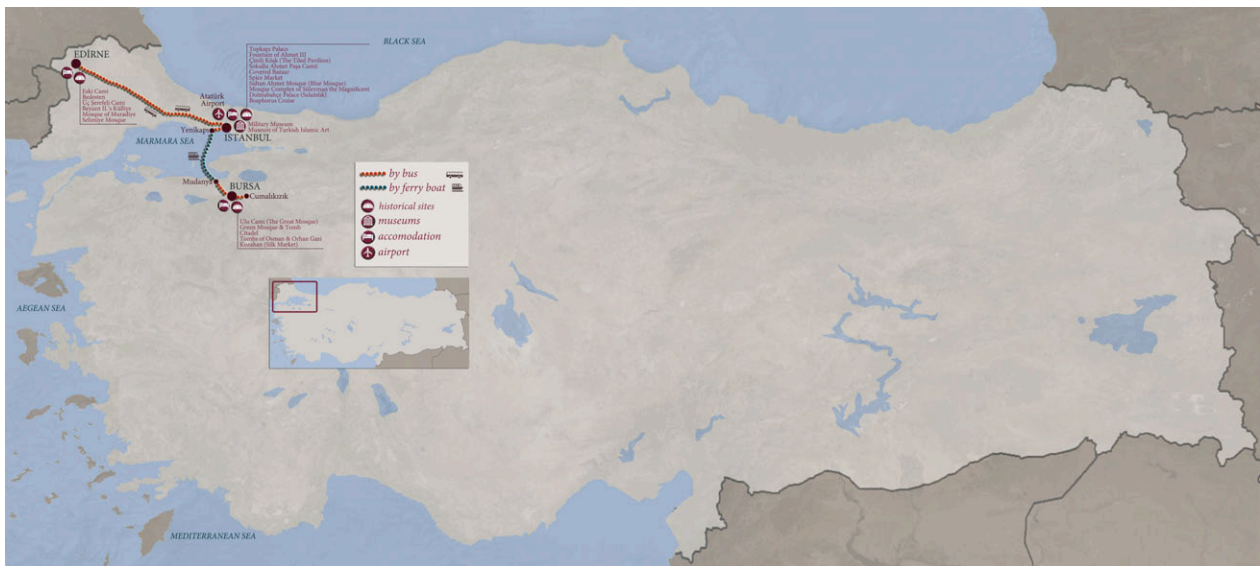 BLACK SEA
EDİRNE
Eski Cami
Bedesten
Üç Şerefeli Cami
Beyazıt II.'s Külliye
Mosque of Muradiye
Selimiye Mosque
Topkapı Palace
Fountain of Ahmet III
Çinili Köşk (The Tiled Pavilion)
Sokullu Ahmet Paşa Camii
Covered Bazaar
Spice Market
Sultan Ahmet Mosque (Blue Mosque)
Mosque Complex of Süleyman the Magnificent
Dolmabahçe Palace (Selamlık)
Bosphorus Cruise
Atatürk
Airport
Military Museum
Museum of Turkish Islamic Art
Yenikapı
ISTANBUL
MARMARA SEA
Mudanya
BURSA
Cumalıkızık
Ulu Cami (The Great Mosque)
Green Mosque & Tomb
Citadel
Tombs of Osman & Orhan Gazi
Kozahan (Silk Market)
by bus
by ferry boat
historical sites
museums
accomodation
airport
AEGEAN SEA
MEDITERRANEAN SEA